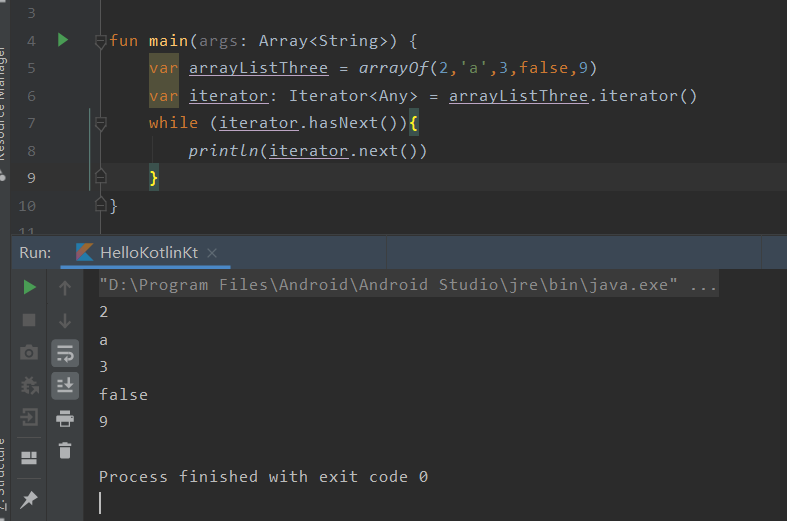 3
4 fun main(args: Array<String>) {
5 var arrayListThree = arrayOf(2,'a',3,false,9)
6 var iterator: Iterator<Any> = arrayListThree.iterator()
7 while (iterator.hasNext()){
8 println(iterator.next())
9 }
10 }
11
Resource Manager
Run: HelloKotlinKt
"D:\Program Files\Android\Android Studio\jre\bin\java.exe" ...
2
a
3
false
9
Process finished with exit code 0
Z: Structure